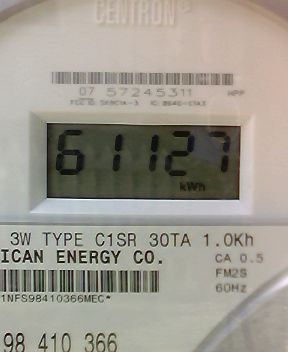 CENTRON
07 57245311
61127
kWh
3W TYPE C1SR 30TA 1.0Kh
ICAN ENERGY CO.
CA 0.5
FM2S
60Hz
1NFS98410366MEC*
98 410 366